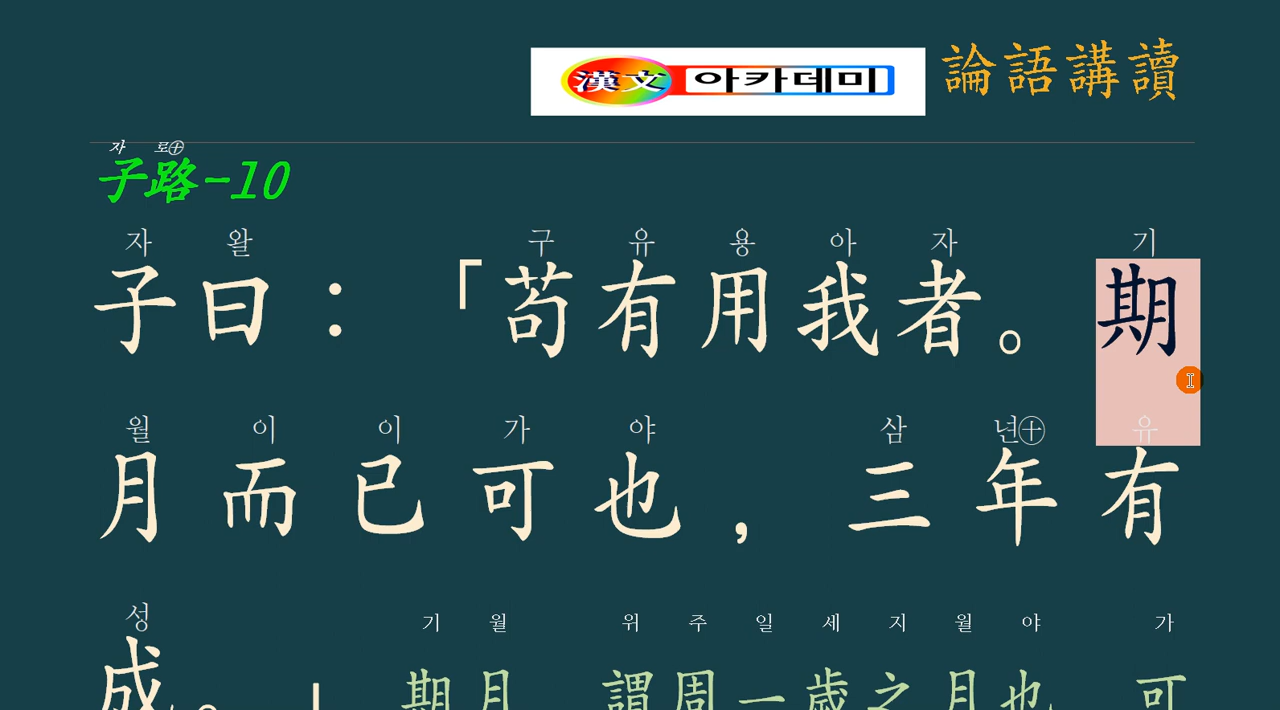 漢文 아카데미 論語講讀
자 로㊉
子路-10
자 왈 구 유 용 아 자 기
子曰：「苟有用我者。期
월 이 이 가 야 삼 년㊉ 유
月而已可也，三年有
성 기 월 위 주 일 세 지 월 야 가
成。」期月 謂周一歲之月也 可